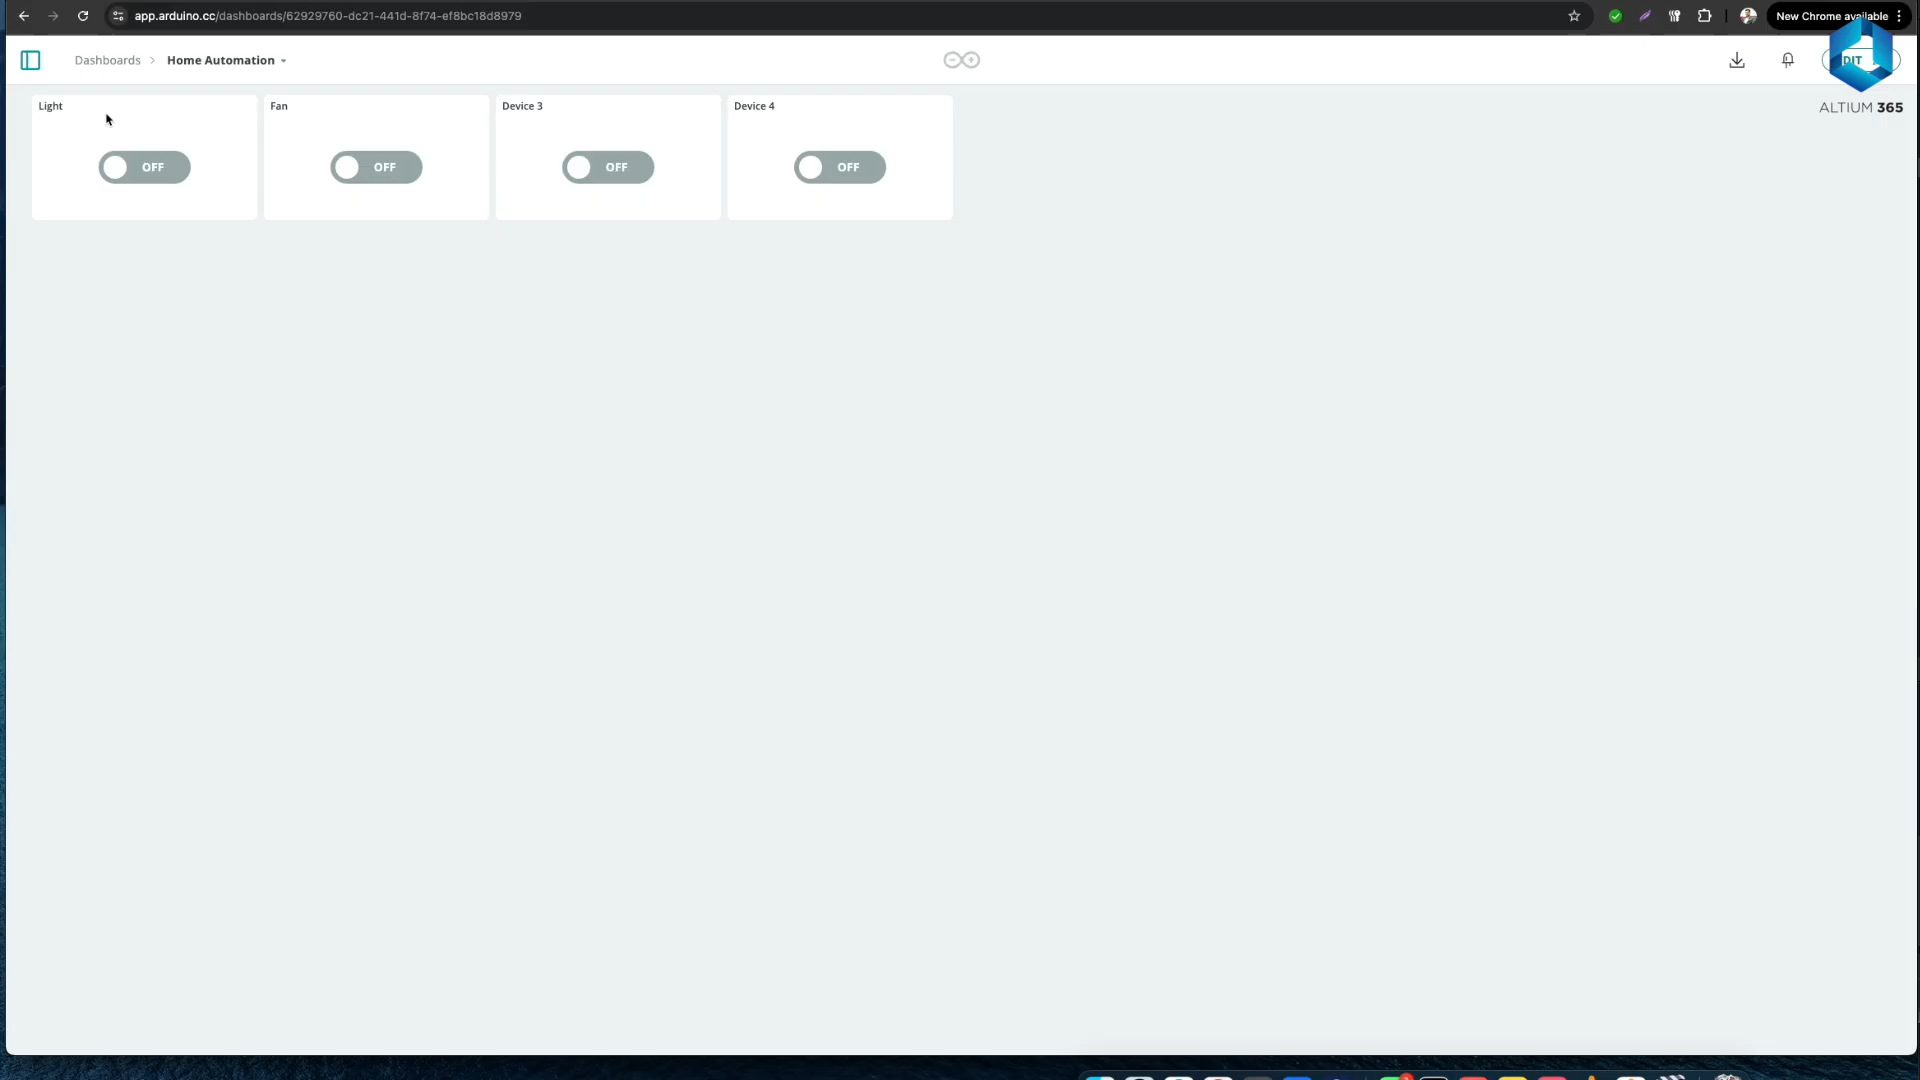 app.arduino.cc/dashboards/62929760-dc21-441d-8f74-ef8bc18d8979
New Chrome available
Dashboards > Home Automation
ALTIUM 365
Light
Fan
Device 3
Device 4
OFF
OFF
OFF
OFF